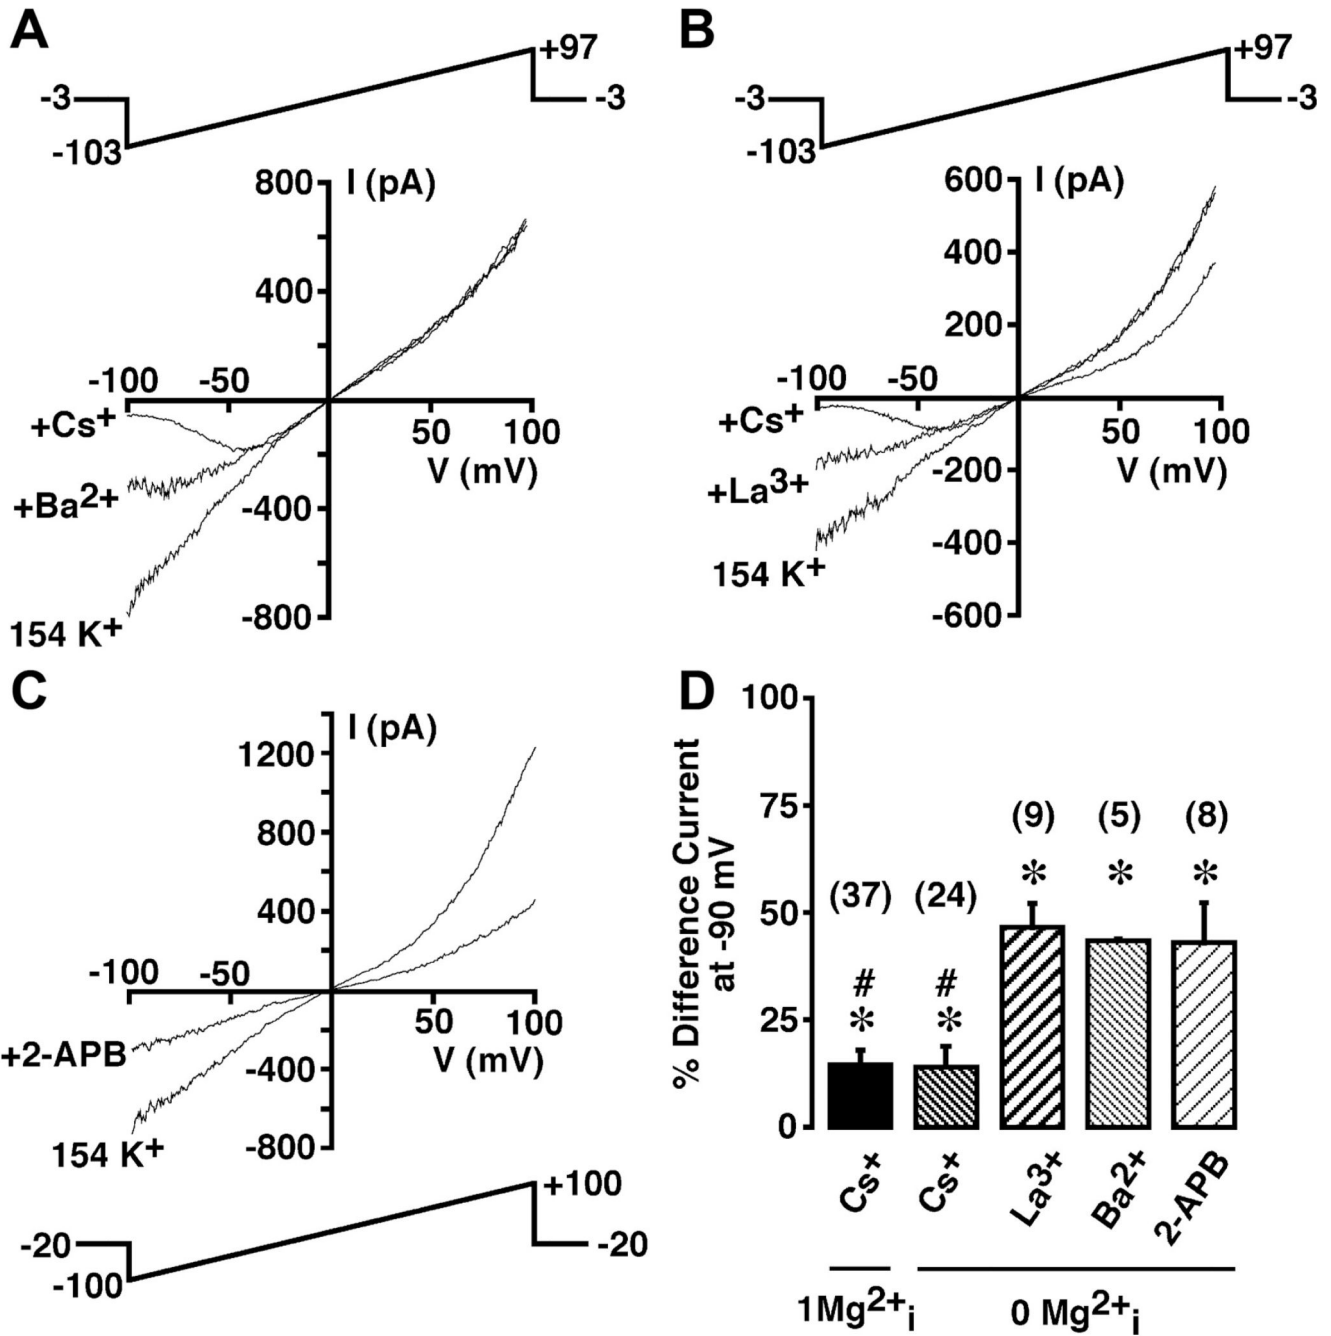 A
+97
-3
-3
-103
800
I (pA)
400
-100
-50
+Cs+
50
100
V (mV)
+Ba2+
-400
154 K+
-800
B
+97
-3
-3
-103
600
I (pA)
400
200
-100
-50
+Cs+
50
100
-200
V (mV)
+La3+
-400
154 K+
-600
C
I (pA)
1200
800
400
-100
-50
50
100
+2-APB
V (mV)
-400
154 K+
-800
+100
-20
-20
-100
D
% Difference Current
at -90 mV
100
75
50
25
0
(37)
(24)
(9)
(5)
(8)
# # * * *
* *
Cs+
Cs+
La3+
Ba2+
2-APB
1Mg2+i
0 Mg2+i